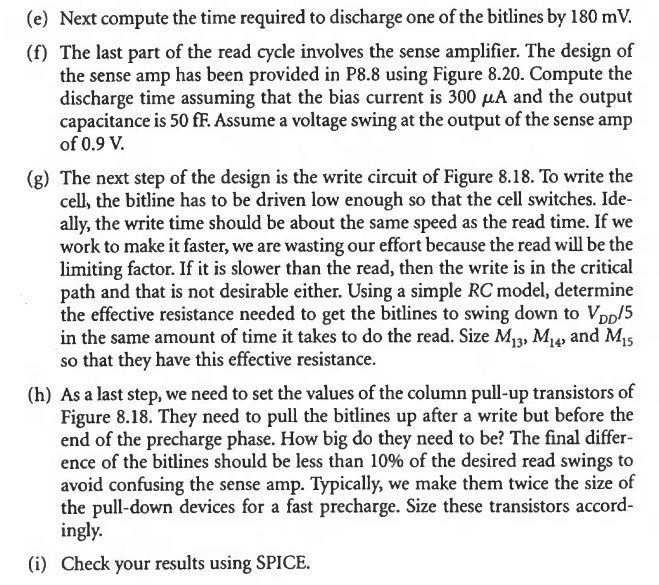 (e) Next compute the time required to discharge one of the bitlines by 180 mV.
(f) The last part of the read cycle involves the sense amplifier. The design of
the sense amp has been provided in P8.8 using Figure 8.20. Compute the
discharge time assuming that the bias current is 300 μA and the output
capacitance is 50 fF. Assume a voltage swing at the output of the sense amp
of 0.9 V.
(g) The next step of the design is the write circuit of Figure 8.18. To write the
cell, the bitline has to be driven low enough so that the cell switches. Ide-
ally, the write time should be about the same speed as the read time. If we
work to make it faster, we are wasting our effort because the read will be the
limiting factor. If it is slower than the read, then the write is in the critical
path and that is not desirable either. Using a simple RC model, determine
the effective resistance needed to get the bitlines to swing down to V_DD/5
in the same amount of time it takes to do the read. Size M₁₃, M₁₄, and M₁₅
so that they have this effective resistance.
(h) As a last step, we need to set the values of the column pull-up transistors of
Figure 8.18. They need to pull the bitlines up after a write but before the
end of the precharge phase. How big do they need to be? The final differ-
ence of the bitlines should be less than 10% of the desired read swings to
avoid confusing the sense amp. Typically, we make them twice the size of
the pull-down devices for a fast precharge. Size these transistors accord-
ingly.
(i) Check your results using SPICE.